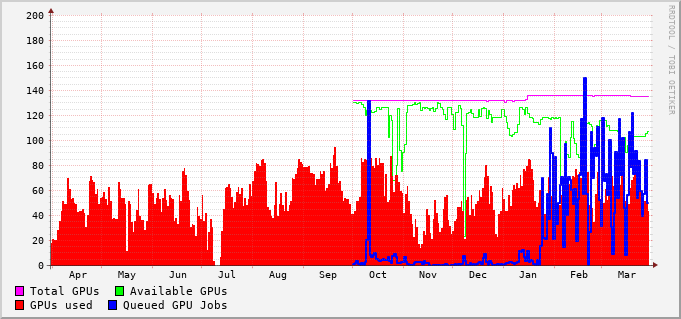 200
180
160
140
120
100
80
60
40
20
0
Apr May Jun Jul Aug Sep Oct Nov Dec Jan Feb Mar
Total GPUs Available GPUs
GPUs used Queued GPU Jobs
RRDTOOL / TOBI OETIKER